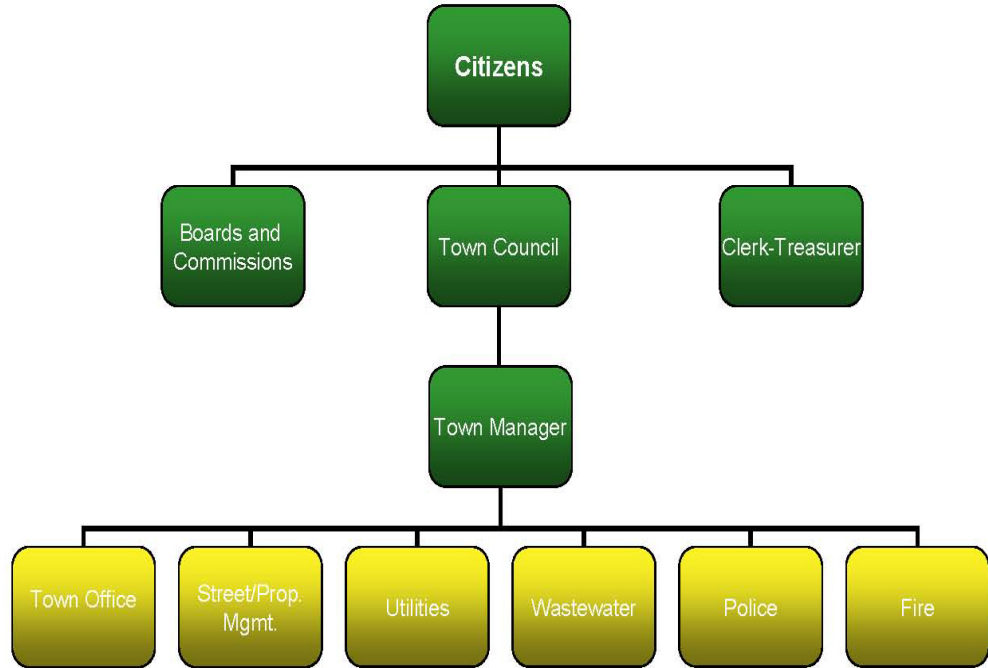 Citizens
Boards and
Commissions
Town Council
Clerk-Treasurer
Town Manager
Town Office
Street/Prop.
Mgmt.
Utilities
Wastewater
Police
Fire